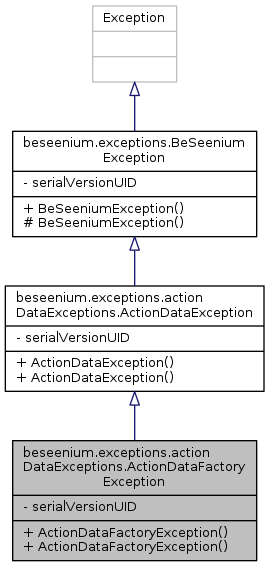 Exception
beseenium.exceptions.BeSeenium
Exception
- serialVersionUID
+ BeSeeniumException()
# BeSeeniumException()
beseenium.exceptions.action
DataExceptions.ActionDataException
- serialVersionUID
+ ActionDataException()
+ ActionDataException()
beseenium.exceptions.action
DataExceptions.ActionDataFactory
Exception
- serialVersionUID
+ ActionDataFactoryException()
+ ActionDataFactoryException()